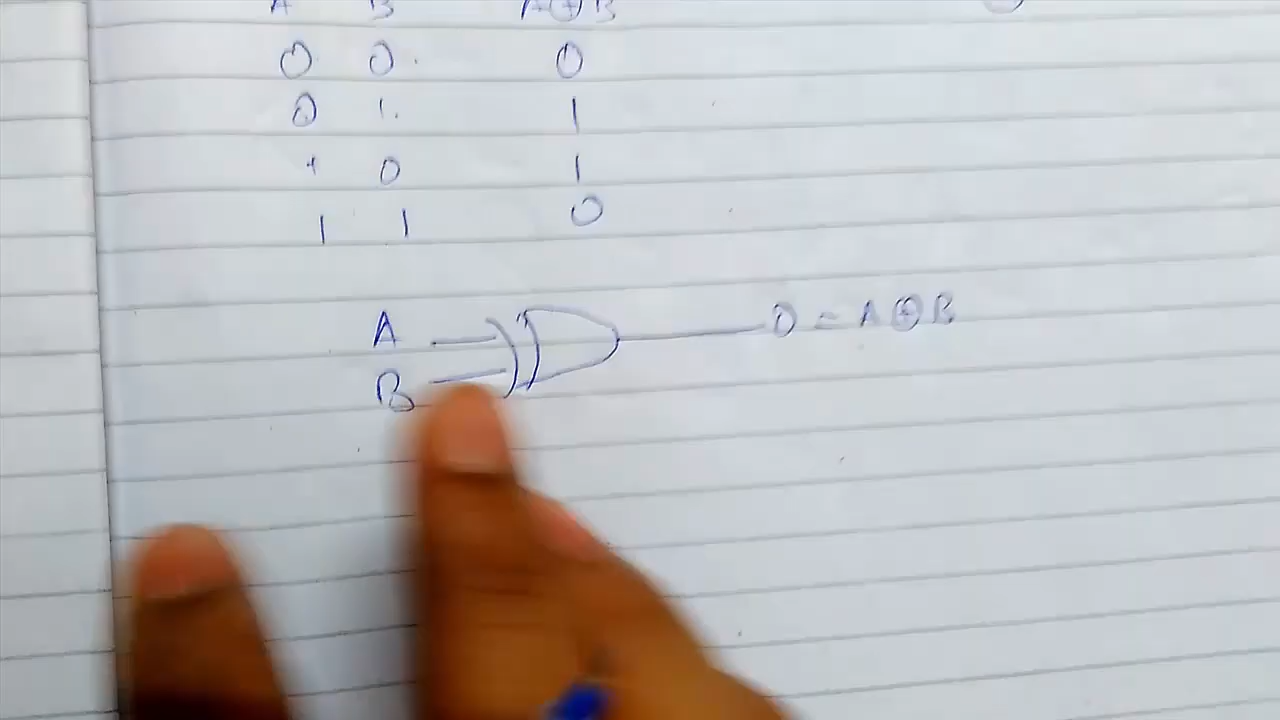 A B A⊕B
0 0 0
0 1 1
1 0 1
1 1 0
A
O = A ⊕ B
B